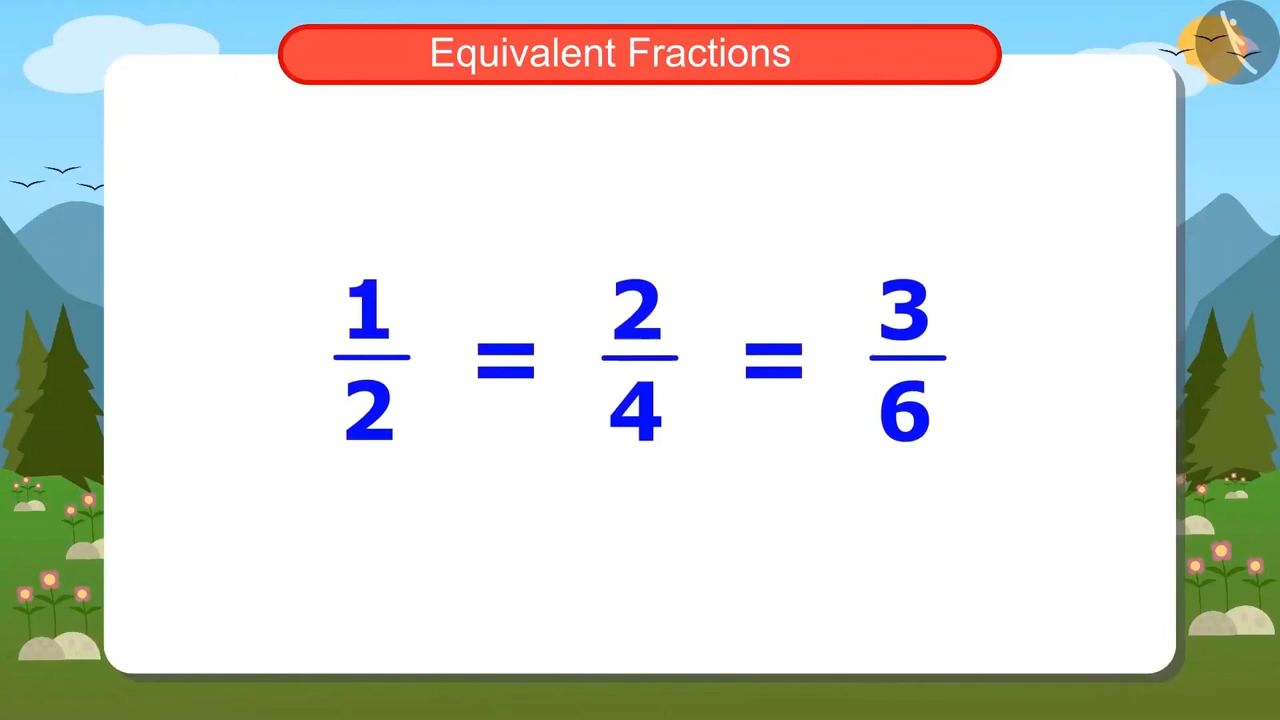 Equivalent Fractions
1/2 = 2/4 = 3/6